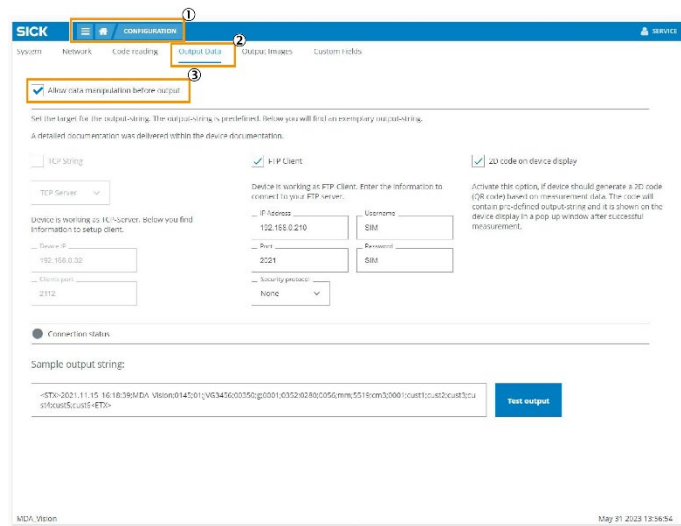 ①
SICK CONFIGURATION SERVICE
②
System Network Code reading Output Data Output Images Custom Fields
③
Allow data manipulation before output
Set the target for the output-string. The output-string is predefined. Below you will find an exemplary output-string.
A detailed documentation was delivered within the device documentation.
TCP String
TCP Server
Device is working as TCP-Server. Below you find
information to setup client.
Device IP
192.168.0.02
Clients port
2112
FTP Client
Device is working as FTP Client. Enter the information to
connect to your FTP server.
IP Address
192.168.0.210
Username
SIM
Port
2021
Password
SIM
Security protocol
None
2D code on device display
Activate this option, if device should generate a 2D code
(QR code) based on measurement data. The code will
contain pre-defined output-string and it is shown on the
device display in a pop up window after successful
measurement.
Connection status
Sample output string:
<STX>2021.11.15 16:18:39;MDA_Vision;0145;01;JVG3456;00350;g;0001;0352;0280;0056;mm;5519;cm3;0001;cust1;cust2;cust3;cu
st4;cust5;cust6<ETX>
Test output
MDA_Vision May 31 2023 13:56:54